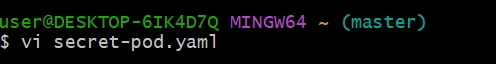 user@DESKTOP-6IK4D7Q MINGW64 ~ (master)
$ vi secret-pod.yaml